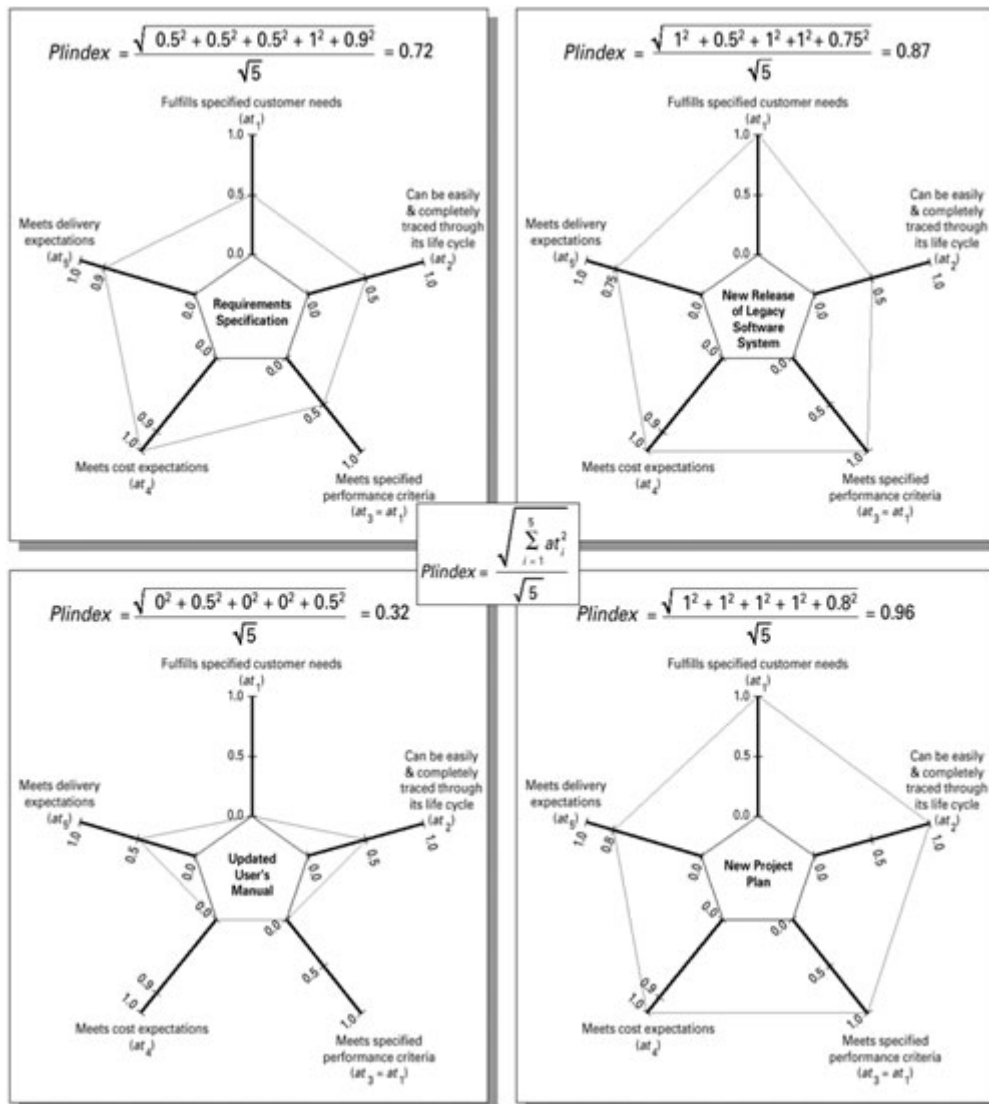 PIindex = √ 0.5² + 0.5² + 0.5² + 1² + 0.9² / √5 = 0.72
Fulfills specified customer needs
(at₁)
1.0
0.5
0.0
Can be easily
& completely
traced through
its life cycle
(at₂)
0.0
0.5
1.0
Meets delivery
expectations
(at₅)
1.0
0.9
0.0
Requirements
Specification
0.0
0.9
1.0
Meets cost expectations
(at₄)
0.0
0.5
1.0
Meets specified
performance criteria
(at₃ = at₁)
PIindex = √ 1² + 0.5² + 1² +1² + 0.75² / √5 = 0.87
Fulfills specified customer needs
(at₁)
1.0
0.5
0.0
Can be easily
& completely
traced through
its life cycle
(at₂)
0.0
0.5
1.0
Meets delivery
expectations
(at₅)
1.0
0.75
0.0
New Release
of Legacy
Software
System
0.0
0.9
1.0
Meets cost expectations
(at₄)
0.0
0.5
1.0
Meets specified
performance criteria
(at₃ = at₁)
PIindex = √ 5 Σ i = 1 at²ᵢ / √5
PIindex = √ 0² + 0.5² + 0² + 0² + 0.5² / √5 = 0.32
Fulfills specified customer needs
(at₁)
1.0
0.5
0.0
Can be easily
& completely
traced through
its life cycle
(at₂)
0.0
0.5
1.0
Meets delivery
expectations
(at₅)
1.0
0.5
0.0
Updated
User's
Manual
0.0
0.9
1.0
Meets cost expectations
(at₄)
0.0
0.5
1.0
Meets specified
performance criteria
(at₃ = at₁)
PIindex = √ 1² + 1² + 1² + 1² + 0.8² / √5 = 0.96
Fulfills specified customer needs
(at₁)
1.0
0.5
0.0
Can be easily
& completely
traced through
its life cycle
(at₂)
0.0
0.5
1.0
Meets delivery
expectations
(at₅)
1.0
0.8
0.0
New Project
Plan
0.0
0.9
1.0
Meets cost expectations
(at₄)
0.0
0.5
1.0
Meets specified
performance criteria
(at₃ = at₁)